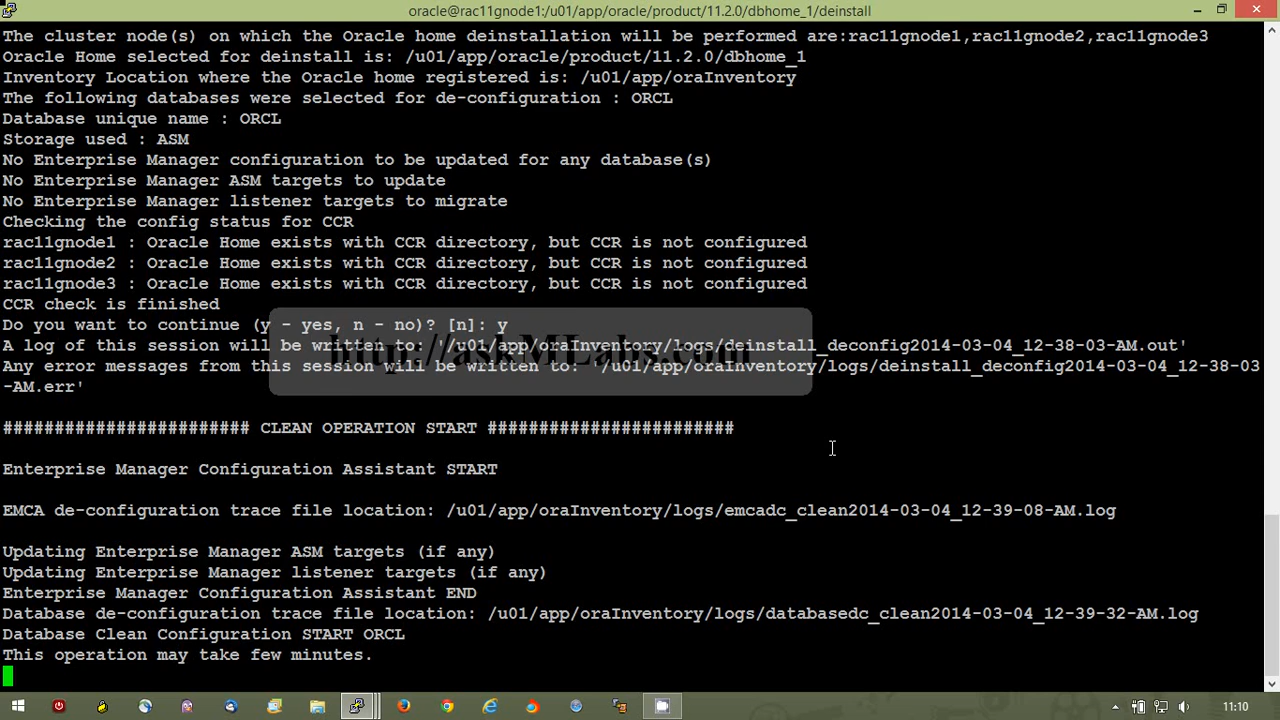 oracle@rac11gnode1:/u01/app/oracle/product/11.2.0/dbhome_1/deinstall
The cluster node(s) on which the Oracle home deinstallation will be performed are:rac11gnode1,rac11gnode2,rac11gnode3
Oracle Home selected for deinstall is: /u01/app/oracle/product/11.2.0/dbhome_1
Inventory Location where the Oracle home registered is: /u01/app/oraInventory
The following databases were selected for de-configuration : ORCL
Database unique name : ORCL
Storage used : ASM
No Enterprise Manager configuration to be updated for any database(s)
No Enterprise Manager ASM targets to update
No Enterprise Manager listener targets to migrate
Checking the config status for CCR
rac11gnode1 : Oracle Home exists with CCR directory, but CCR is not configured
rac11gnode2 : Oracle Home exists with CCR directory, but CCR is not configured
rac11gnode3 : Oracle Home exists with CCR directory, but CCR is not configured
CCR check is finished
Do you want to continue (y - yes, n - no)? [n]: y
A log of this session will be written to: '/u01/app/oraInventory/logs/deinstall_deconfig2014-03-04_12-38-03-AM.out'
http://askMLabs.com
Any error messages from this session will be written to: '/u01/app/oraInventory/logs/deinstall_deconfig2014-03-04_12-38-03
-AM.err'
######################## CLEAN OPERATION START ########################
Enterprise Manager Configuration Assistant START
EMCA de-configuration trace file location: /u01/app/oraInventory/logs/emcadc_clean2014-03-04_12-39-08-AM.log
Updating Enterprise Manager ASM targets (if any)
Updating Enterprise Manager listener targets (if any)
Enterprise Manager Configuration Assistant END
Database de-configuration trace file location: /u01/app/oraInventory/logs/databasedc_clean2014-03-04_12-39-32-AM.log
Database Clean Configuration START ORCL
This operation may take few minutes.
11:10